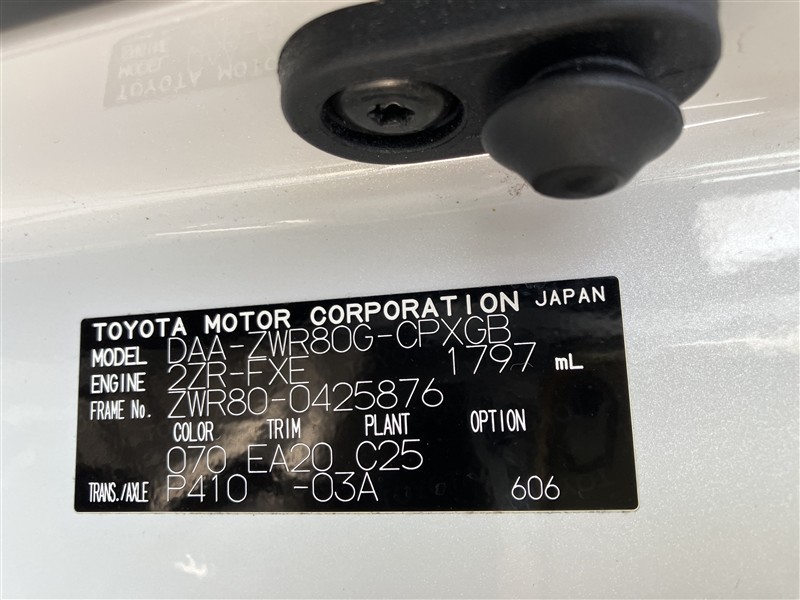 TOYOTA MOTOR CORPORATION JAPAN
MODEL DAA-ZWR80G-CPXGB
ENGINE 2ZR-FXE 1797 mL
FRAME No. ZWR80-0425876
COLOR TRIM PLANT OPTION
070 EA20 C25
TRANS./AXLE P410 -03A 606